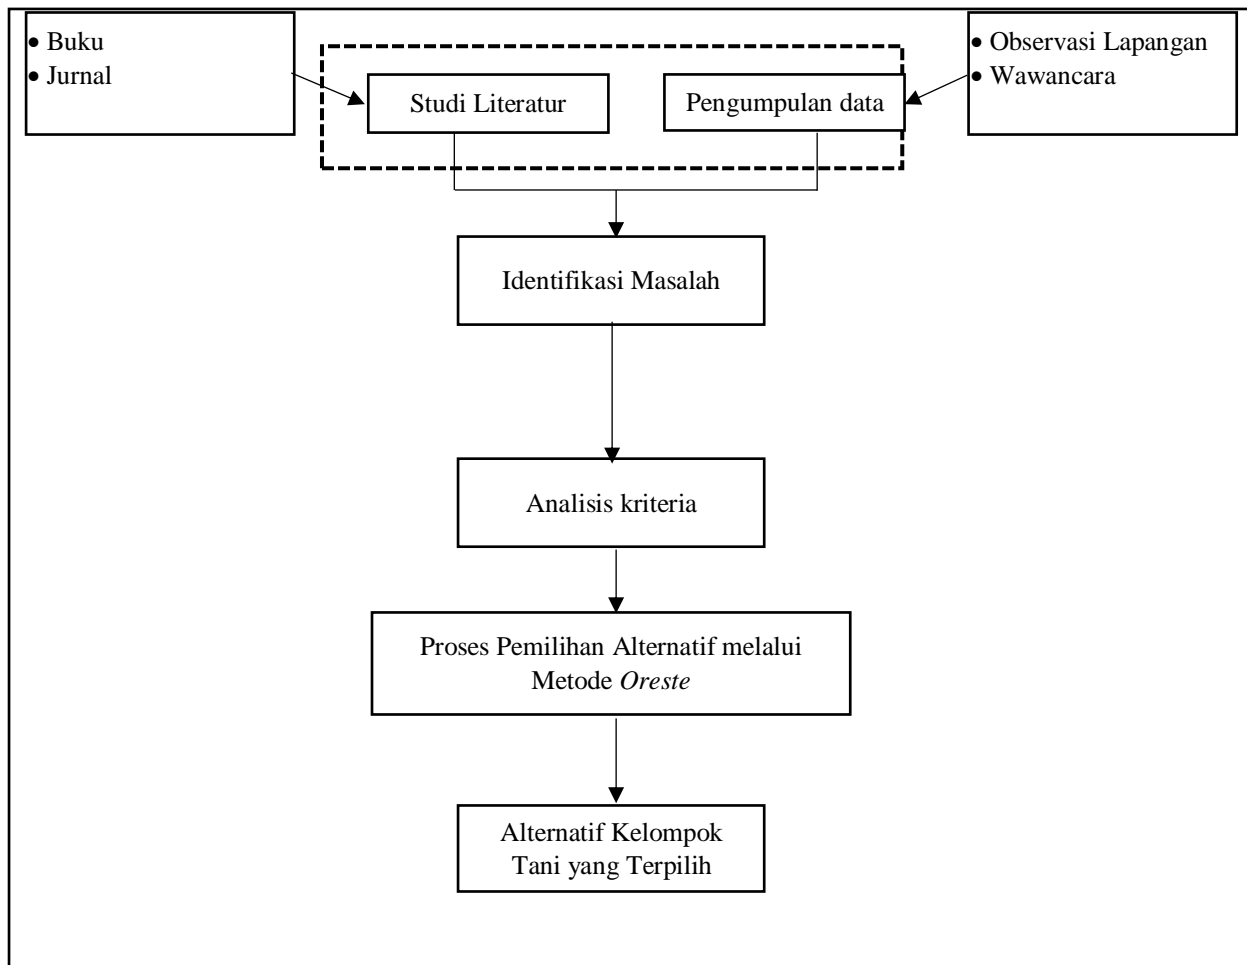 • Buku
• Jurnal
Studi Literatur
Pengumpulan data
• Observasi Lapangan
• Wawancara
Identifikasi Masalah
Analisis kriteria
Proses Pemilihan Alternatif melalui
Metode Oreste
Alternatif Kelompok
Tani yang Terpilih